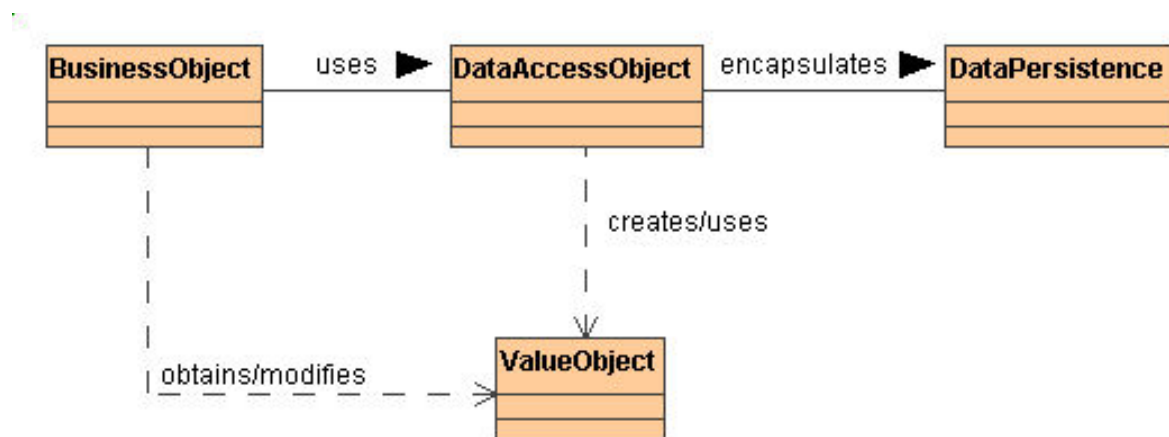 BusinessObject
uses
DataAccessObject
encapsulates
DataPersistence
creates/uses
obtains/modifies
ValueObject